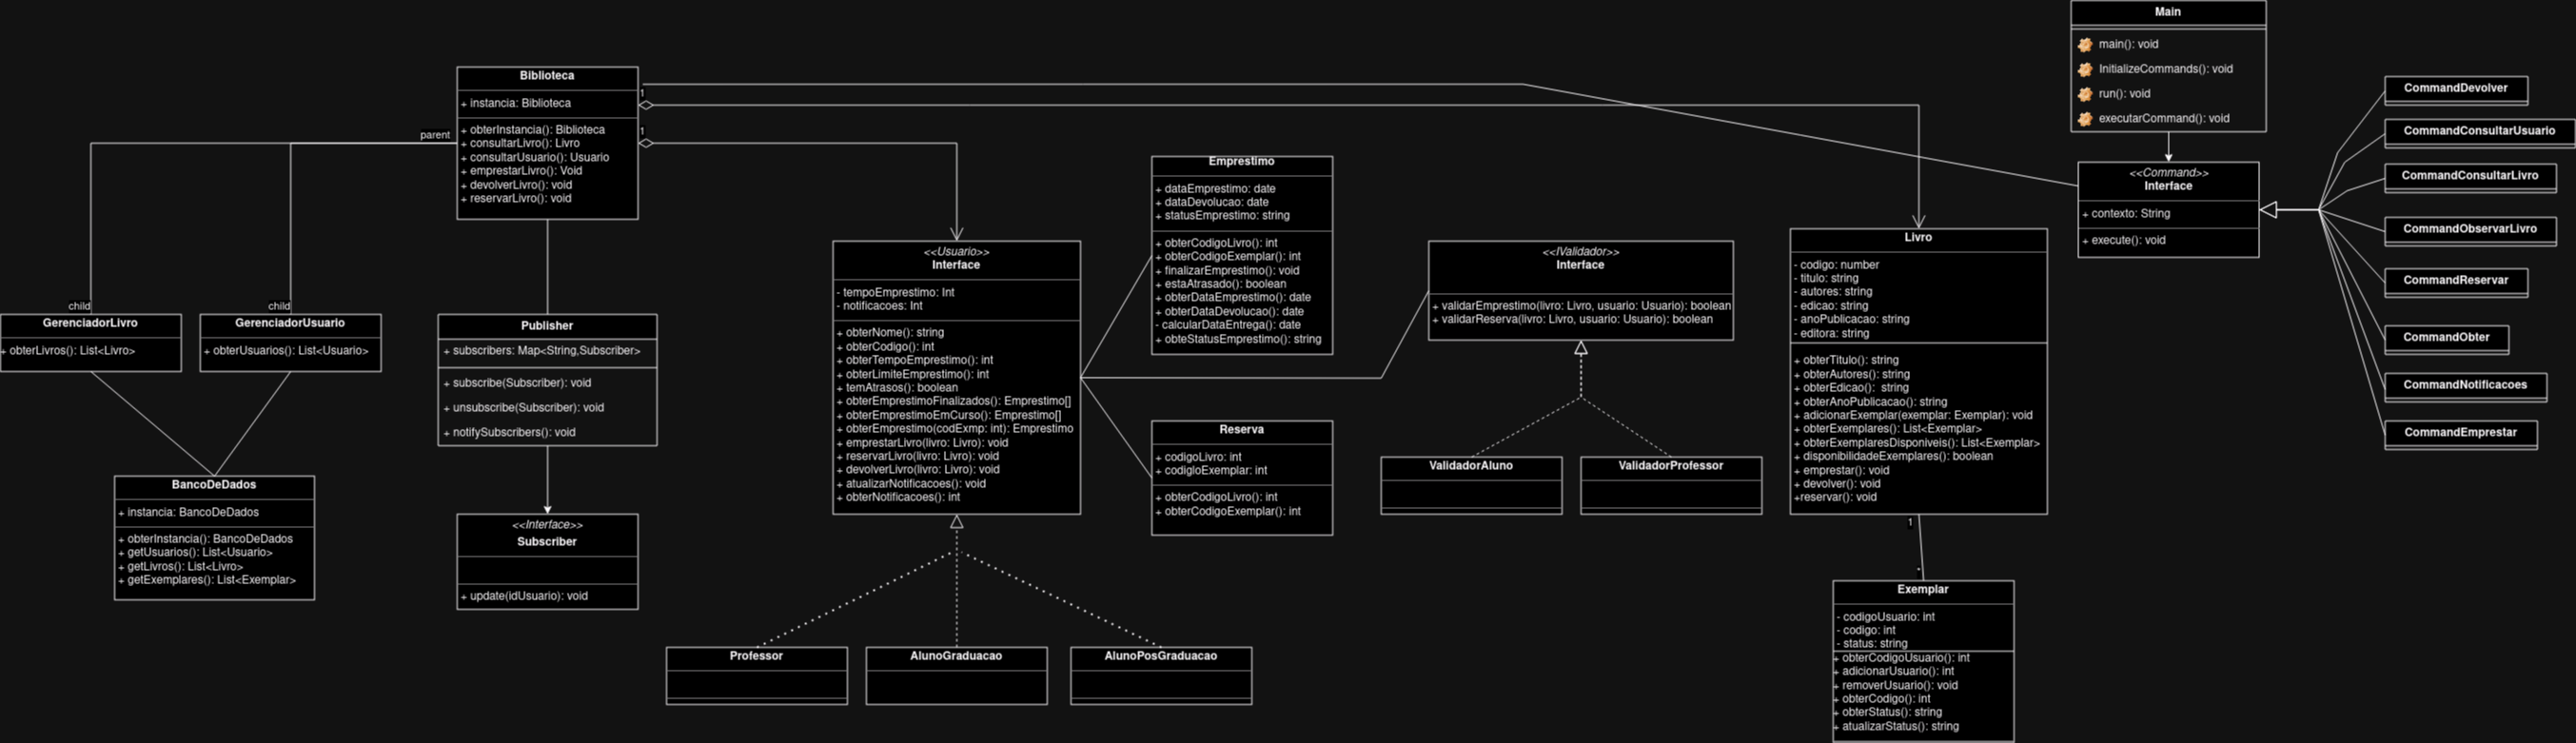 Main
main(): void
InitializeCommands(): void
run(): void
executarCommand(): void
Biblioteca
+ instancia: Biblioteca
+ obterInstancia(): Biblioteca
+ consultarLivro(): Livro
+ consultarUsuario(): Usuario
+ emprestarLivro(): Void
+ devolverLivro(): void
+ reservarLivro(): void
1
1
parent
child
child
GerenciadorLivro
+ obterLivros(): List<Livro>
GerenciadorUsuario
+ obterUsuarios(): List<Usuario>
BancoDeDados
+ instancia: BancoDeDados
+ obterInstancia(): BancoDeDados
+ getUsuarios(): List<Usuario>
+ getLivros(): List<Livro>
+ getExemplares(): List<Exemplar>
Publisher
+ subscribers: Map<String,Subscriber>
+ subscribe(Subscriber): void
+ unsubscribe(Subscriber): void
+ notifySubscribers(): void
<<Interface>>
Subscriber
+ update(idUsuario): void
<<Usuario>>
Interface
- tempoEmprestimo: Int
- notificacoes: Int
+ obterNome(): string
+ obterCodigo(): int
+ obterTempoEmprestimo(): int
+ obterLimiteEmprestimo(): int
+ temAtrasos(): boolean
+ obterEmprestimoFinalizados(): Emprestimo[]
+ obterEmprestimoEmCurso(): Emprestimo[]
+ obterEmprestimo(codExmp: int): Emprestimo
+ emprestarLivro(livro: Livro): void
+ reservarLivro(livro: Livro): void
+ devolverLivro(livro: Livro): void
+ atualizarNotificacoes(): void
+ obterNotificacoes(): int
Professor
AlunoGraduacao
AlunoPosGraduacao
Emprestimo
+ dataEmprestimo: date
+ dataDevolucao: date
+ statusEmprestimo: string
+ obterCodigoLivro(): int
+ obterCodigoExemplar(): int
+ finalizarEmprestimo(): void
+ estaAtrasado(): boolean
+ obterDataEmprestimo(): date
+ obterDataDevolucao(): date
- calcularDataEntrega(): date
+ obteStatusEmprestimo(): string
Reserva
+ codigoLivro: int
+ codigloExemplar: int
+ obterCodigoLivro(): int
+ obterCodigoExemplar(): int
<<IValidador>>
Interface
+ validarEmprestimo(livro: Livro, usuario: Usuario): boolean
+ validarReserva(livro: Livro, usuario: Usuario): boolean
ValidadorAluno
ValidadorProfessor
Livro
- codigo: number
- titulo: string
- autores: string
- edicao: string
- anoPublicacao: string
- editora: string
+ obterTitulo(): string
+ obterAutores(): string
+ obterEdicao(): string
+ obterAnoPublicacao(): string
+ adicionarExemplar(exemplar: Exemplar): void
+ obterExemplares(): List<Exemplar>
+ obterExemplaresDisponiveis(): List<Exemplar>
+ disponibilidadeExemplares(): boolean
+ emprestar(): void
+ devolver(): void
+reservar(): void
1
*
Exemplar
- codigoUsuario: int
- codigo: int
- status: string
+ obterCodigoUsuario(): int
+ adicionarUsuario(): int
+ removerUsuario(): void
+ obterCodigo(): int
+ obterStatus(): string
+ atualizarStatus(): string
<<Command>>
Interface
+ contexto: String
+ execute(): void
CommandDevolver
CommandConsultarUsuario
CommandConsultarLivro
CommandObservarLivro
CommandReservar
CommandObter
CommandNotificacoes
CommandEmprestar